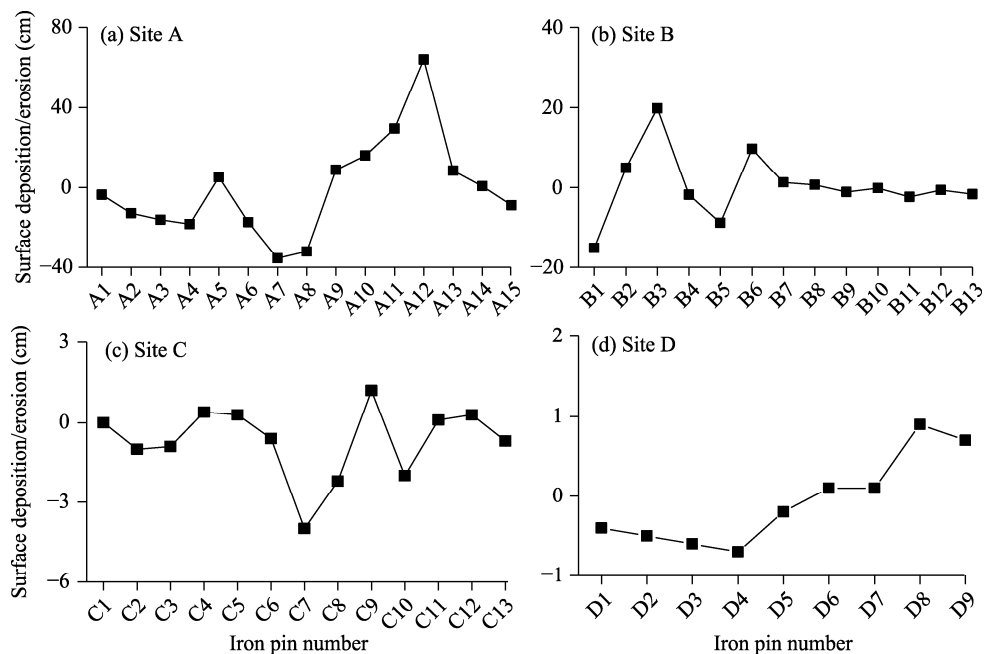 (a) Site A
Surface deposition/erosion (cm)
80
40
0
−40
A1 A2 A3 A4 A5 A6 A7 A8 A9 A10 A11 A12 A13 A14 A15
(b) Site B
40
20
0
−20
B1 B2 B3 B4 B5 B6 B7 B8 B9 B10 B11 B12 B13
(c) Site C
Surface deposition/erosion (cm)
3
0
−3
−6
C1 C2 C3 C4 C5 C6 C7 C8 C9 C10 C11 C12 C13
Iron pin number
(d) Site D
2
1
0
−1
D1 D2 D3 D4 D5 D6 D7 D8 D9
Iron pin number